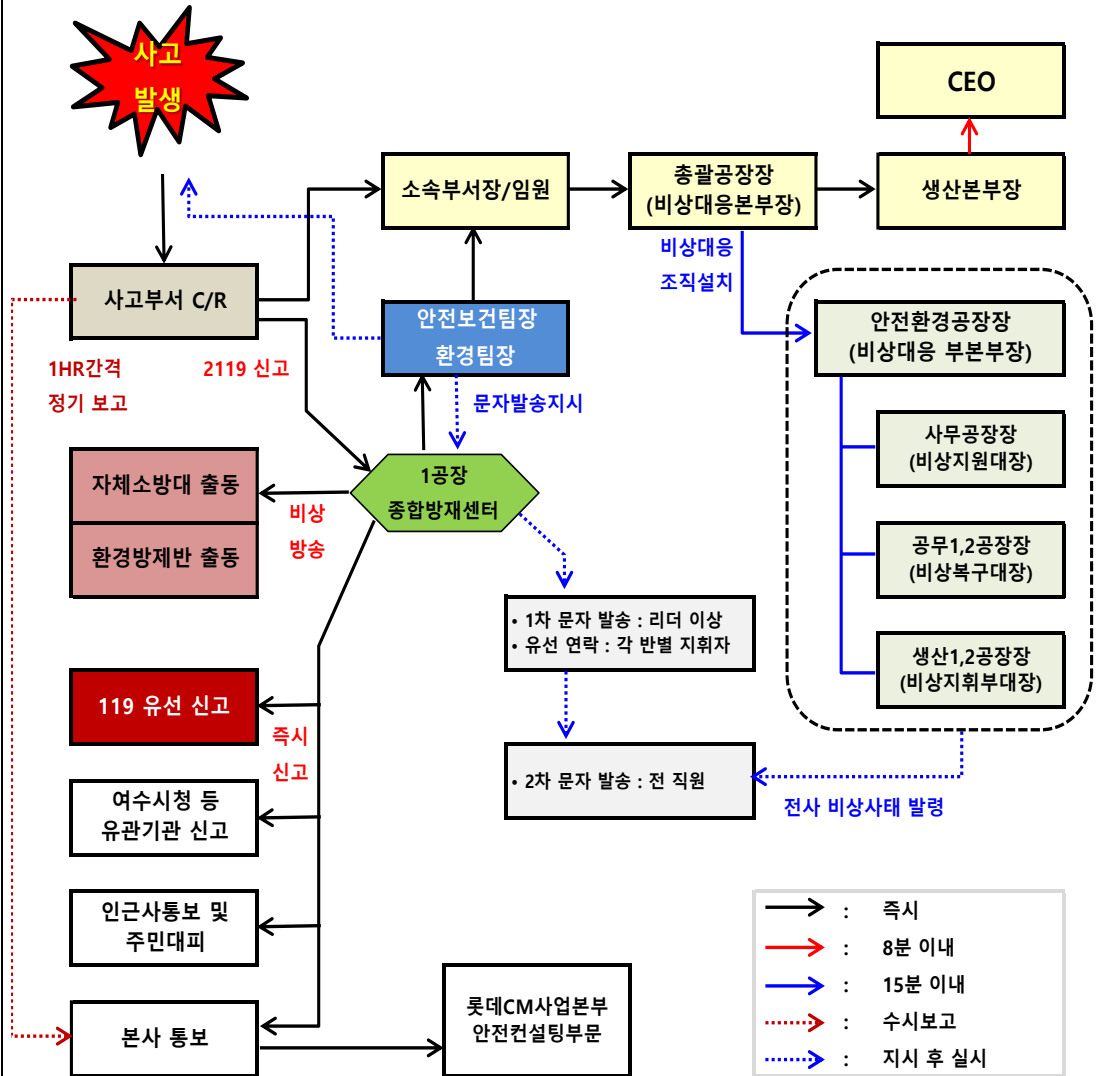 사고
발생
CEO
소속부서장/임원
총괄공장장
(비상대응본부장)
생산본부장
비상대응
조직설치
사고부서 C/R
안전보건팀장
환경팀장
안전환경공장장
(비상대응 부본부장)
1HR간격
정기 보고
2119 신고
문자발송지시
사무공장장
(비상지원대장)
자체소방대 출동
환경방제반 출동
비상
방송
1공장
종합방재센터
공무1,2공장장
(비상복구대장)
• 1차 문자 발송 : 리더 이상
• 유선 연락 : 각 반별 지휘자
생산1,2공장장
(비상지휘부대장)
119 유선 신고
즉시
신고
• 2차 문자 발송 : 전 직원
전사 비상사태 발령
여수시청 등
유관기관 신고
인근사통보 및
주민대피
본사 통보
롯데CM사업본부
안전컨설팅부문
: 즉시
: 8분 이내
: 15분 이내
: 수시보고
: 지시 후 실시